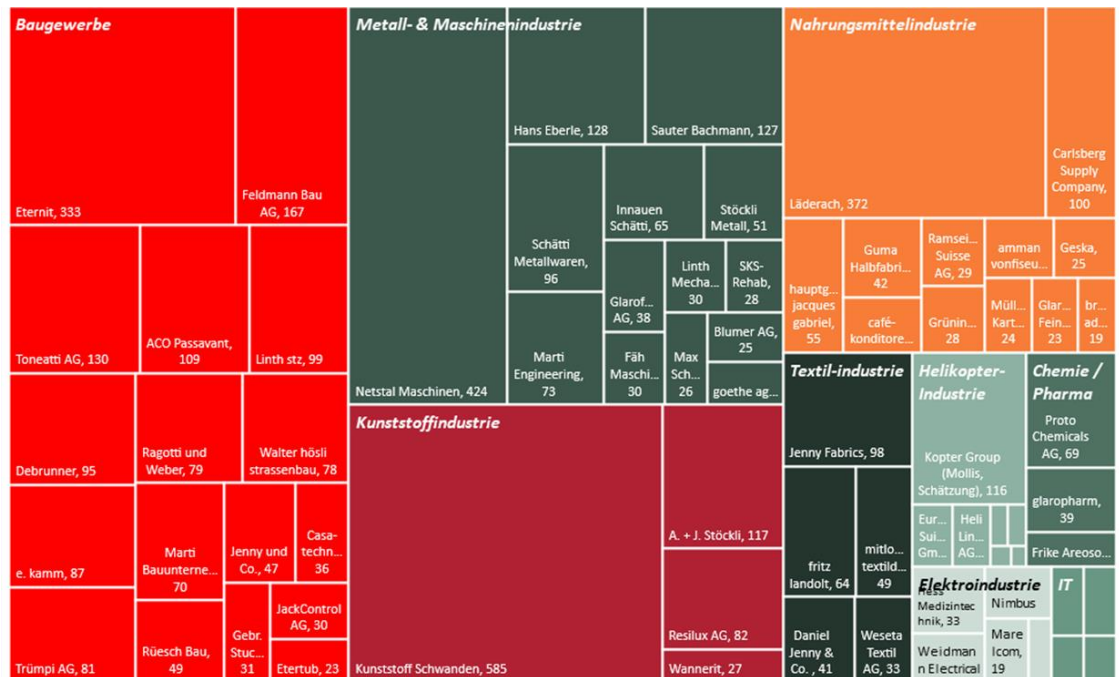 Baugewerbe
Eternit, 333
Feldmann Bau
AG, 167
Toneatti AG, 130
ACO Passavant,
109
Linth stz, 99
Debrunner, 95
Ragotti und
Weber, 79
Walter hösli
strassenbau, 78
e. kamm, 87
Marti
Bauunterne...
70
Jenny und
Co., 47
Casa-
techn...
36
Trümpi AG, 81
Rüesch Bau,
49
Gebr.
Stuc...
31
JackControl
AG, 30
Etertub, 23
Metall- & Maschinenindustrie
Netstal Maschinen, 424
Hans Eberle, 128
Sauter Bachmann, 127
Schätti
Metallwaren,
96
Innauen
Schätti, 65
Stöckli
Metall, 51
Marti
Engineering,
73
Glarof...
AG, 38
Linth
Mecha...
30
SKS-
Rehab,
28
Fäh
Maschi...
30
Max
Sch...
26
Blumer AG,
25
goethe ag...
Kunststoffindustrie
Kunststoff Schwanden, 585
A. + J. Stöckli, 117
Resilux AG, 82
Wannerit, 27
Nahrungsmittelindustrie
Läderach, 372
Carlsberg
Supply
Company,
100
hauptg...
jacques
gabriel,
55
Guma
Halbfabri...
42
café-
konditore...
Ramsei...
Suisse
AG, 29
Grünin...
28
amman
vonfiseu...
Geska,
25
Müll...
Kart...
24
Glar...
Fein...
23
br...
ad...
19
Textil-industrie
Jenny Fabrics, 98
fritz
landolt, 64
mitlo...
textild...
49
Daniel
Jenny &
Co. , 41
Weseta
Textil
AG, 33
Helikopter-
Industrie
Kopter Group
(Mollis,
Schätzung), 116
Eur...
Sui...
Gm...
Heli
Lin...
AG...
Chemie /
Pharma
Proto
Chemicals
AG, 69
glaropharm,
39
Frike Areoso...
Elektroindustrie
Hess
Medizintec
hnik, 33
Nimbus
Weidman
n Electrical
Mare
Icom,
19
IT